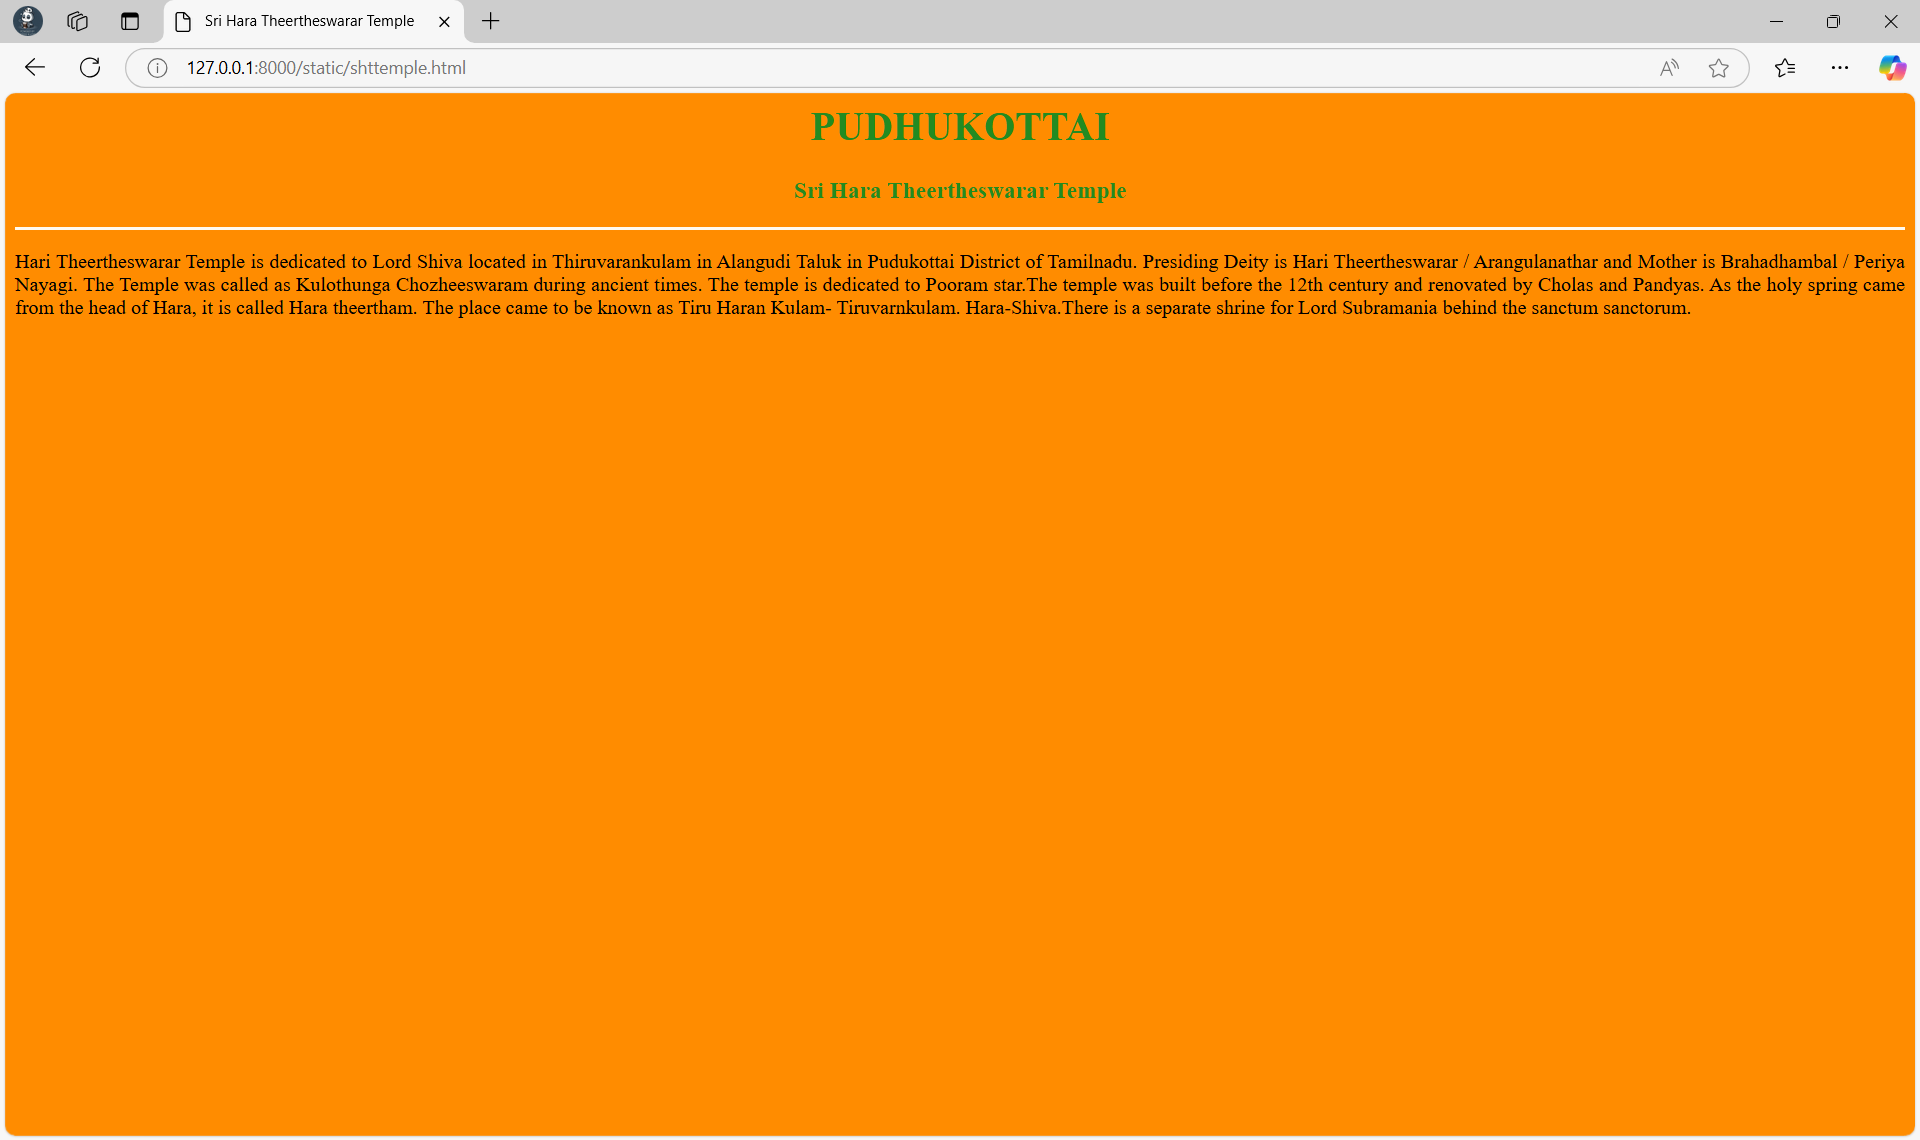 Sri Hara Theertheswarar Temple
127.0.0.1:8000/static/shttemple.html
PUDHUKOTTAI
Sri Hara Theertheswarar Temple
Hari Theertheswarar Temple is dedicated to Lord Shiva located in Thiruvarankulam in Alangudi Taluk in Pudukottai District of Tamilnadu. Presiding Deity is Hari Theertheswarar / Arangulanathar and Mother is Brahadhambal / Periya
Nayagi. The Temple was called as Kulothunga Chozheeswaram during ancient times. The temple is dedicated to Pooram star.The temple was built before the 12th century and renovated by Cholas and Pandyas. As the holy spring came
from the head of Hara, it is called Hara theertham. The place came to be known as Tiru Haran Kulam- Tiruvarnkulam. Hara-Shiva.There is a separate shrine for Lord Subramania behind the sanctum sanctorum.